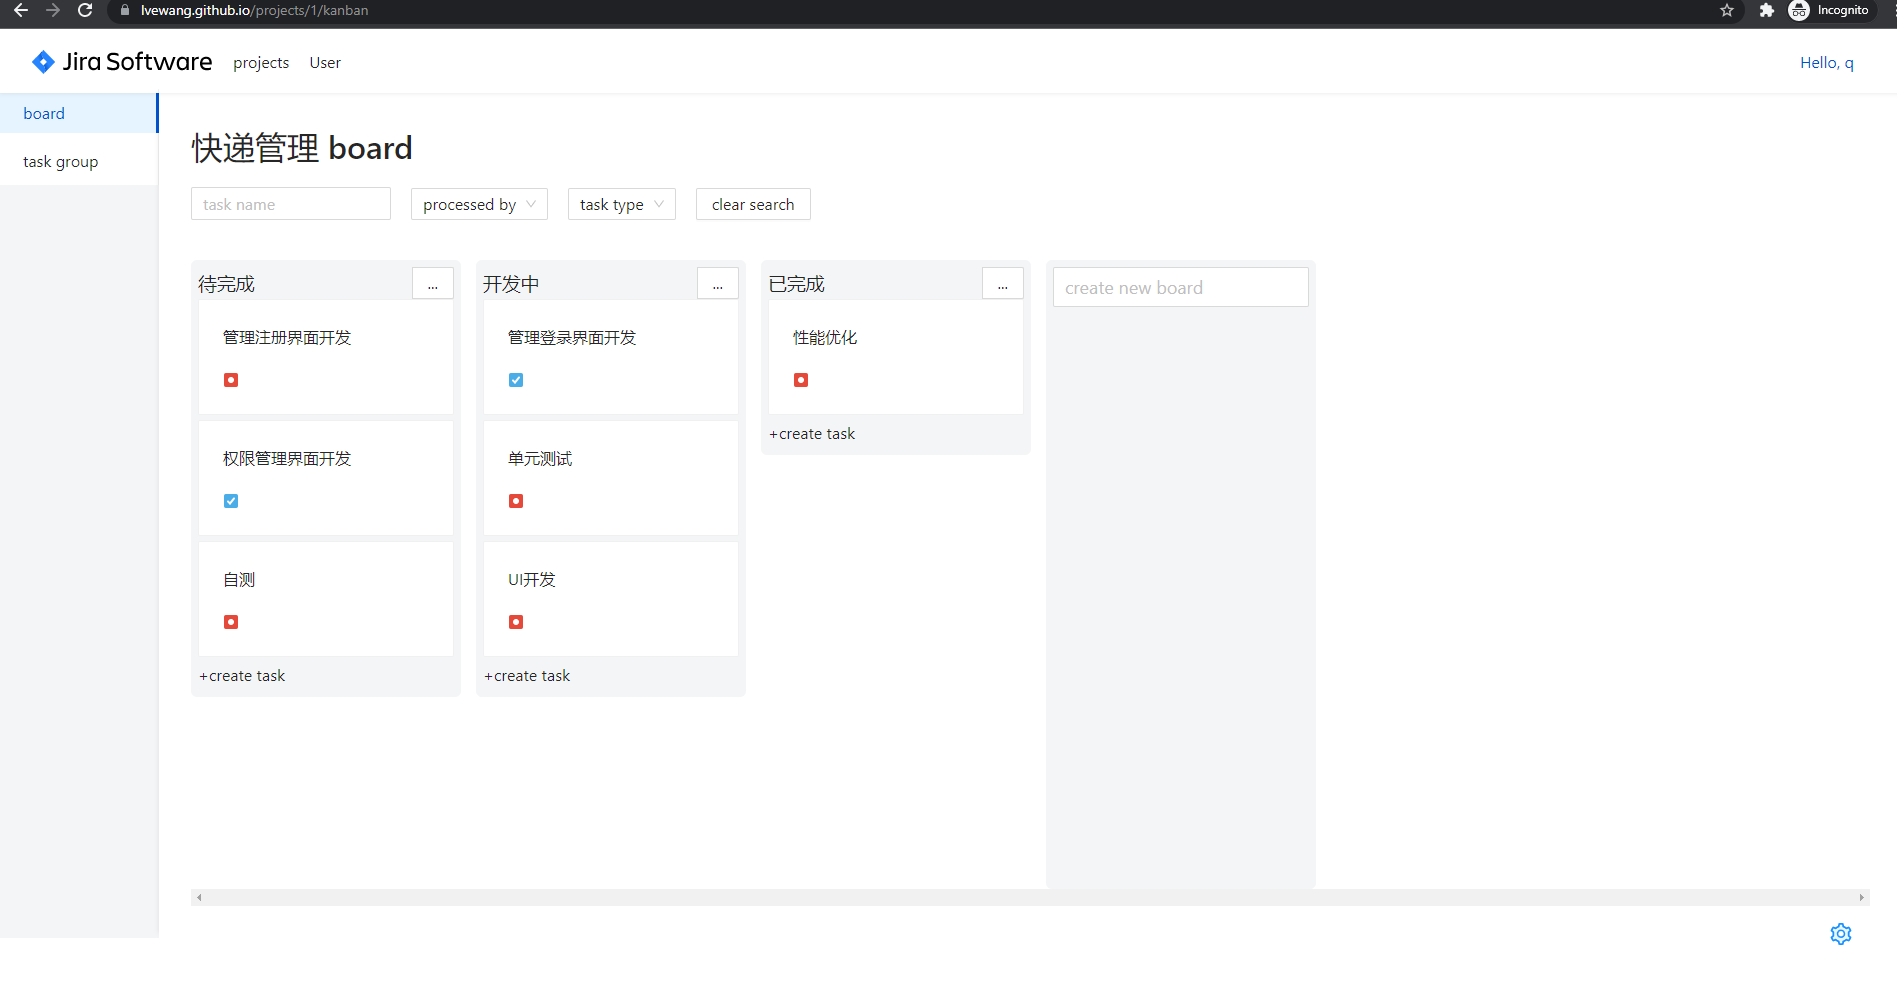 lvewang.github.io/projects/1/kanban
Incognito
Jira Software
projects
User
Hello, q
board
task group
快递管理 board
task name
processed by
task type
clear search
待完成
...
管理注册界面开发
权限管理界面开发
自测
+create task
开发中
...
管理登录界面开发
单元测试
UI开发
+create task
已完成
...
性能优化
+create task
create new board